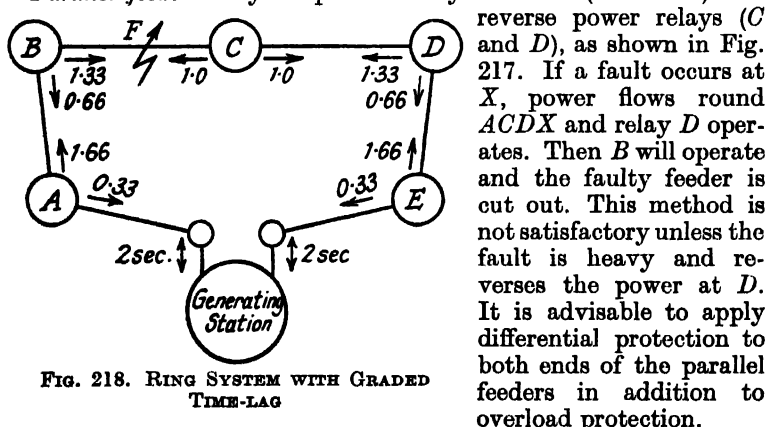 reverse power relays (C
and D), as shown in Fig.
217. If a fault occurs at
X, power flows round
ACDX and relay D oper-
ates. Then B will operate
and the faulty feeder is
cut out. This method is
not satisfactory unless the
fault is heavy and re-
verses the power at D.
It is advisable to apply
differential protection to
both ends of the parallel
feeders in addition to
overload protection.
B
F
C
D
1·33
1·0
1·0
1·33
0·66
0·66
1·66
1·66
A
0·33
0·33
E
2sec.
2sec
Generating
Station
FIG. 218. RING SYSTEM WITH GRADED
TIME-LAG